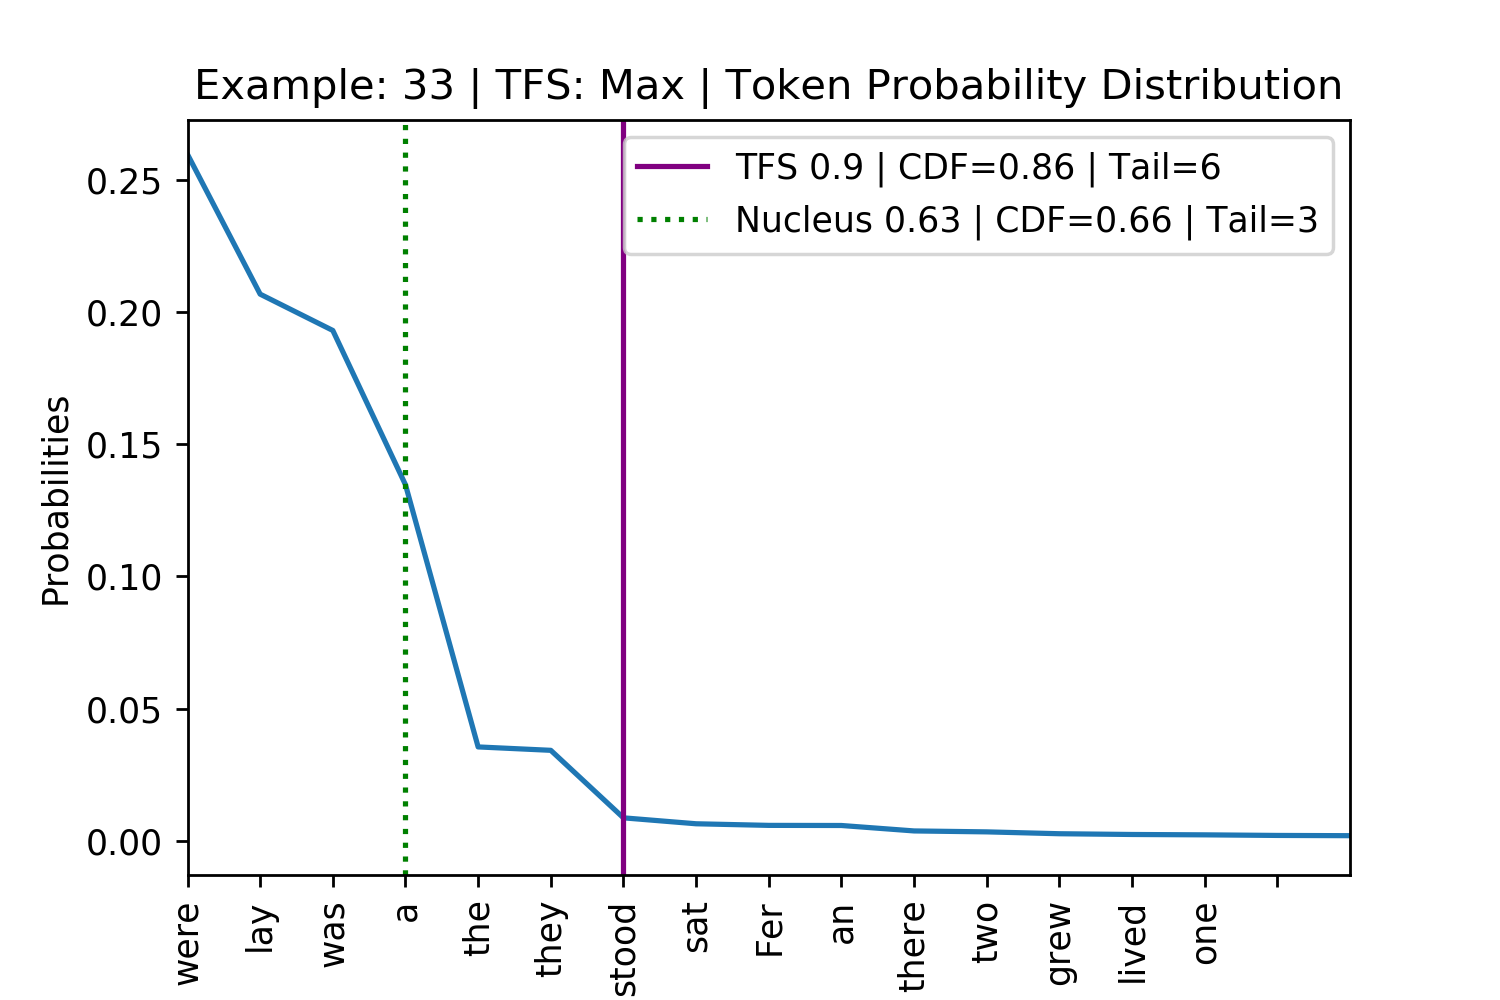 Example: 33 | TFS: Max | Token Probability Distribution
TFS 0.9 | CDF=0.86 | Tail=6
Nucleus 0.63 | CDF=0.66 | Tail=3
Probabilities
0.25
0.20
0.15
0.10
0.05
0.00
were
lay
was
a
the
they
stood
sat
Fer
an
there
two
grew
lived
one